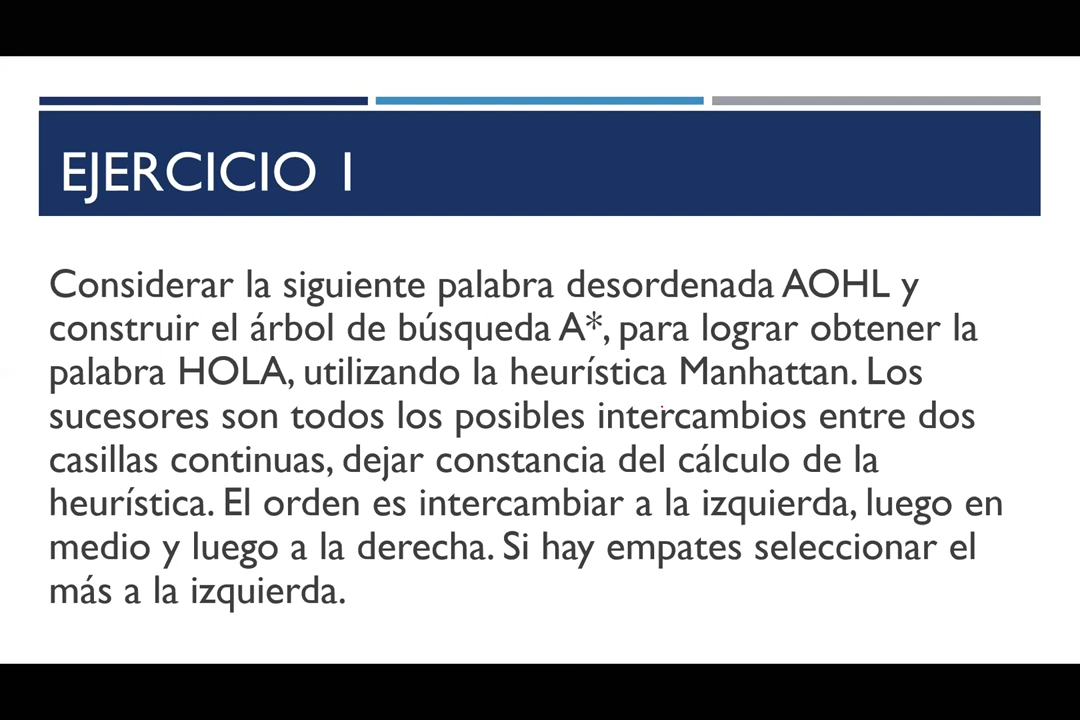 EJERCICIO 1
Considerar la siguiente palabra desordenada AOHL y
construir el árbol de búsqueda A*, para lograr obtener la
palabra HOLA, utilizando la heurística Manhattan. Los
sucesores son todos los posibles intercambios entre dos
casillas continuas, dejar constancia del cálculo de la
heurística. El orden es intercambiar a la izquierda, luego en
medio y luego a la derecha. Si hay empates seleccionar el
más a la izquierda.